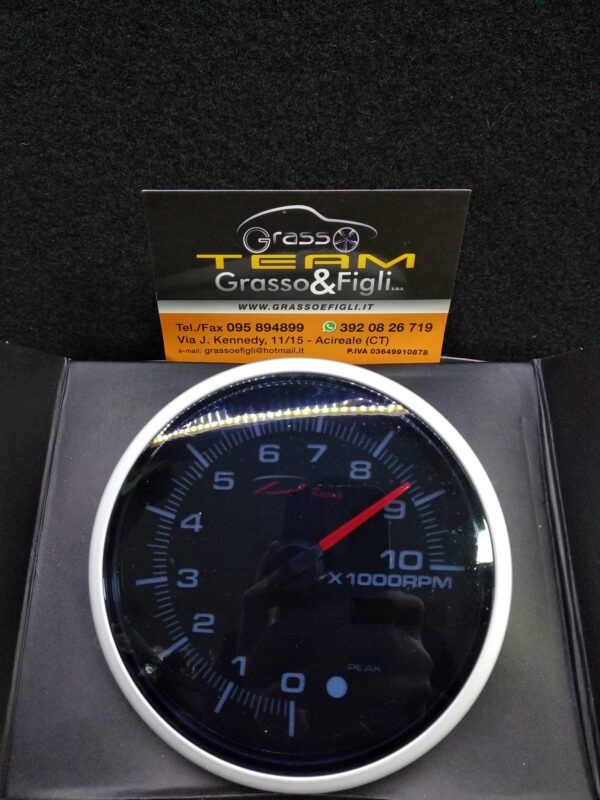 Grasso
TEAM
Grasso&Figli s.a.s.
WWW.GRASSOEFIGLI.IT
Tel./Fax 095 894899 392 08 26 719
Via J. Kennedy, 11/15 - Acireale (CT)
e-mail: grassoefigli@hotmail.it P.IVA 03649910878
6 7 8
5 9
Racing
4
10
3 X1000RPM
2
1 0 PEAK